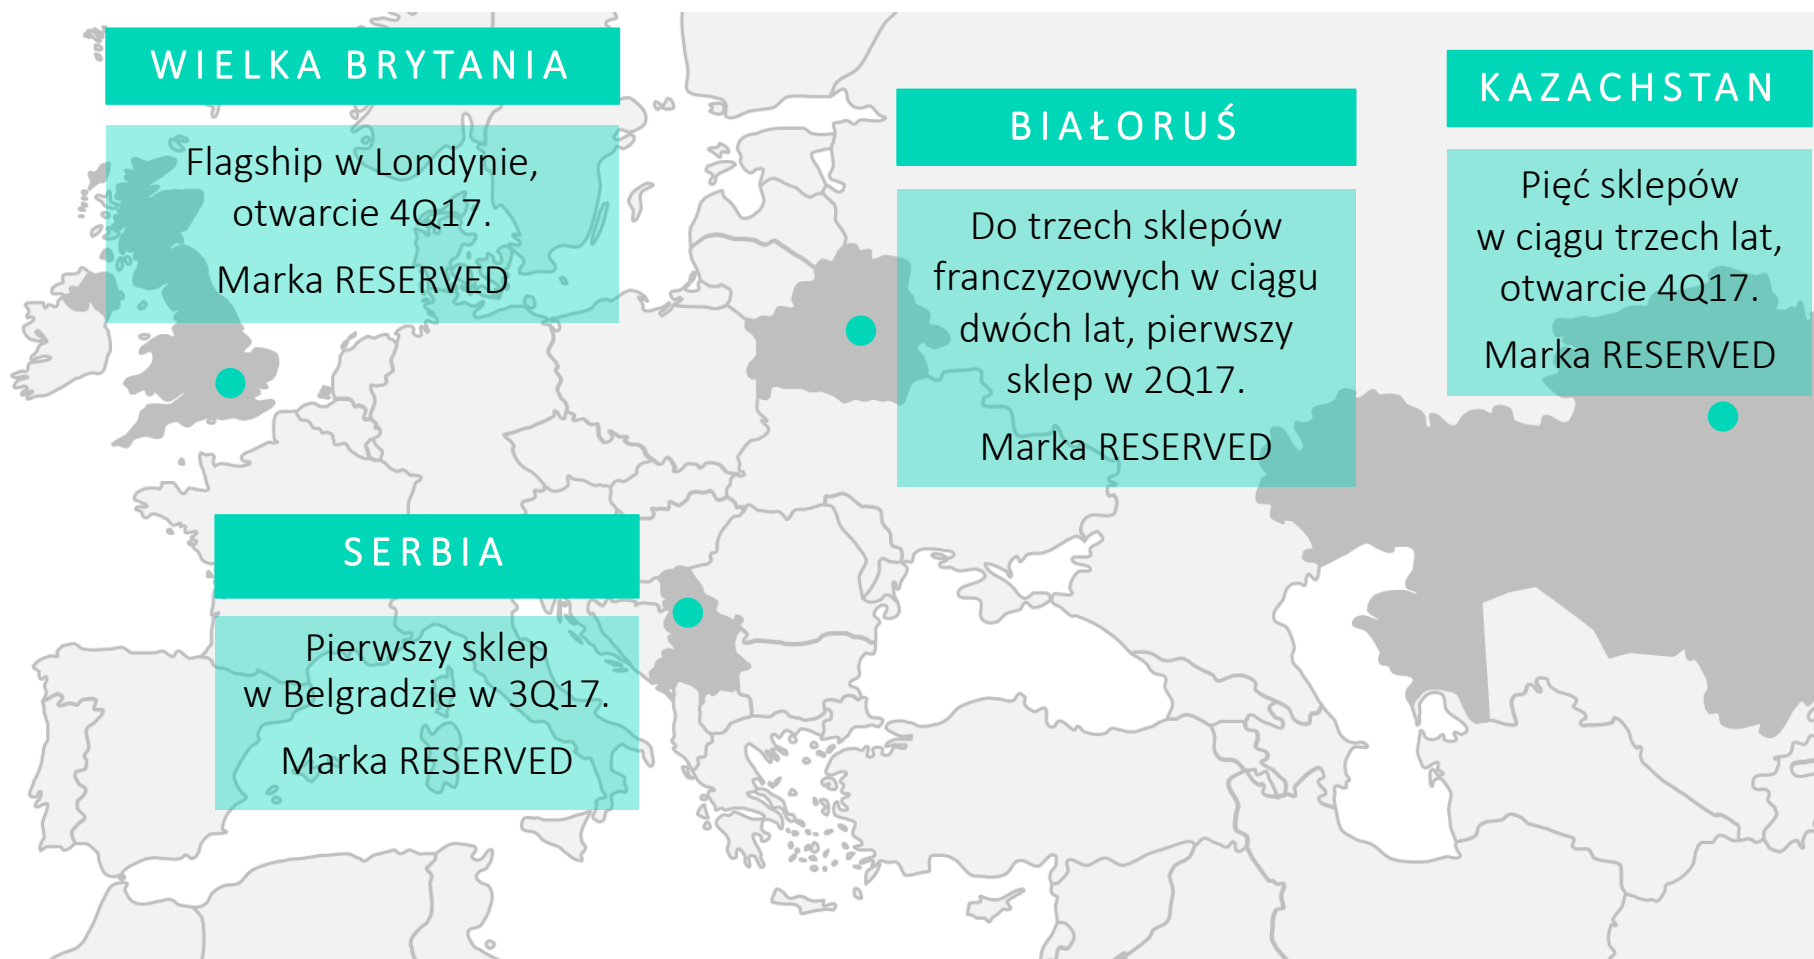 WIELKA BRYTANIA
Flagship w Londynie,
otwarcie 4Q17.
Marka RESERVED
BIAŁORUŚ
Do trzech sklepów
franczyzowych w ciągu
dwóch lat, pierwszy
sklep w 2Q17.
Marka RESERVED
KAZACHSTAN
Pięć sklepów
w ciągu trzech lat,
otwarcie 4Q17.
Marka RESERVED
SERBIA
Pierwszy sklep
w Belgradzie w 3Q17.
Marka RESERVED